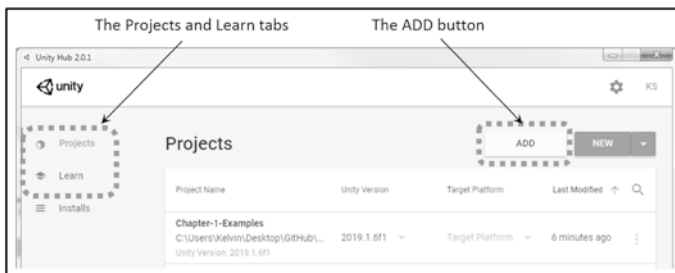 The Projects and Learn tabs The ADD button
Unity Hub 2.0.1
unity KS
Projects
Projects ADD NEW
Learn
Installs
Project Name Unity Version Target Platform Last Modified
Chapter-1-Examples
C:\Users\Kelvin\Desktop\GitHub\... 2019.1.6f1 Target Platform 6 minutes ago
Unity Version: 2019.1.6f1